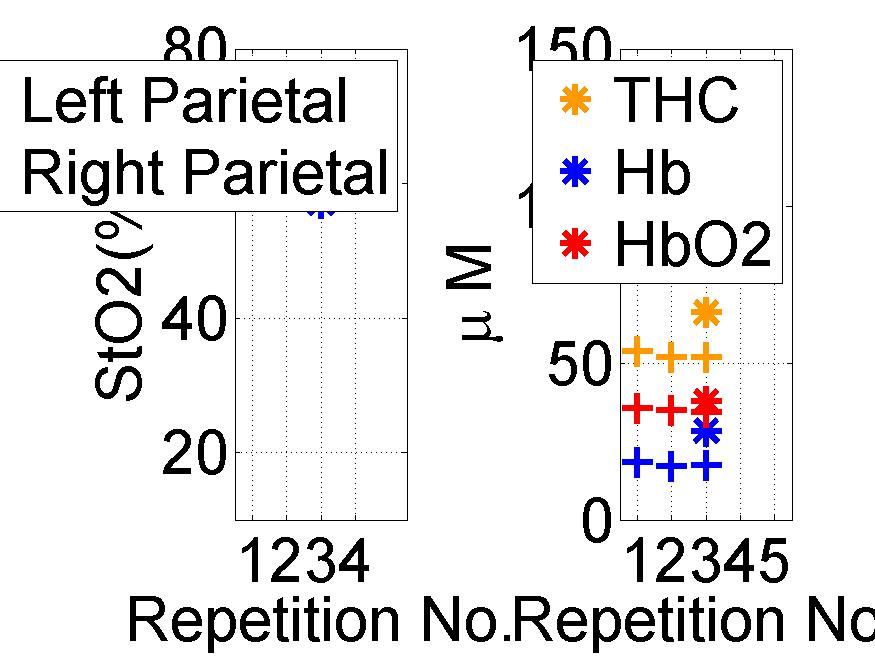 80
Left Parietal
Right Parietal
StO2(%
40
20
1234
Repetition No.
150
1
THC
Hb
HbO2
μ M
50
0
12345
Repetition No